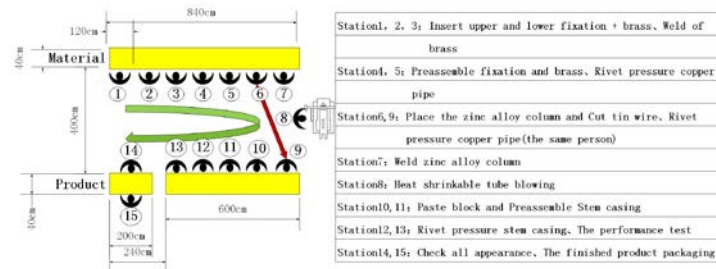 840cm
120cm
40cm
Material
① ② ③ ④ ⑤ ⑥ ⑦
400cm
⑧
⑭ ⑬ ⑫ ⑪ ⑩ ⑨
Product
⑮
40cm
200cm
240cm
600cm
Station1, 2, 3: Insert upper and lower fixation + brass、Weld of
brass
Station4, 5: Preassemble fixation and brass、Rivet pressure copper
pipe
Station6,9: Place the zinc alloy column and Cut tin wire、Rivet
pressure copper pipe(the same person)
Station7: Weld zinc alloy column
Station8: Heat shrinkable tube blowing
Station10,11: Paste block and Preassemble Stem casing
Station12,13: Rivet pressure stem casing、The performance test
Station14,15: Check all appearance、The finished product packaging